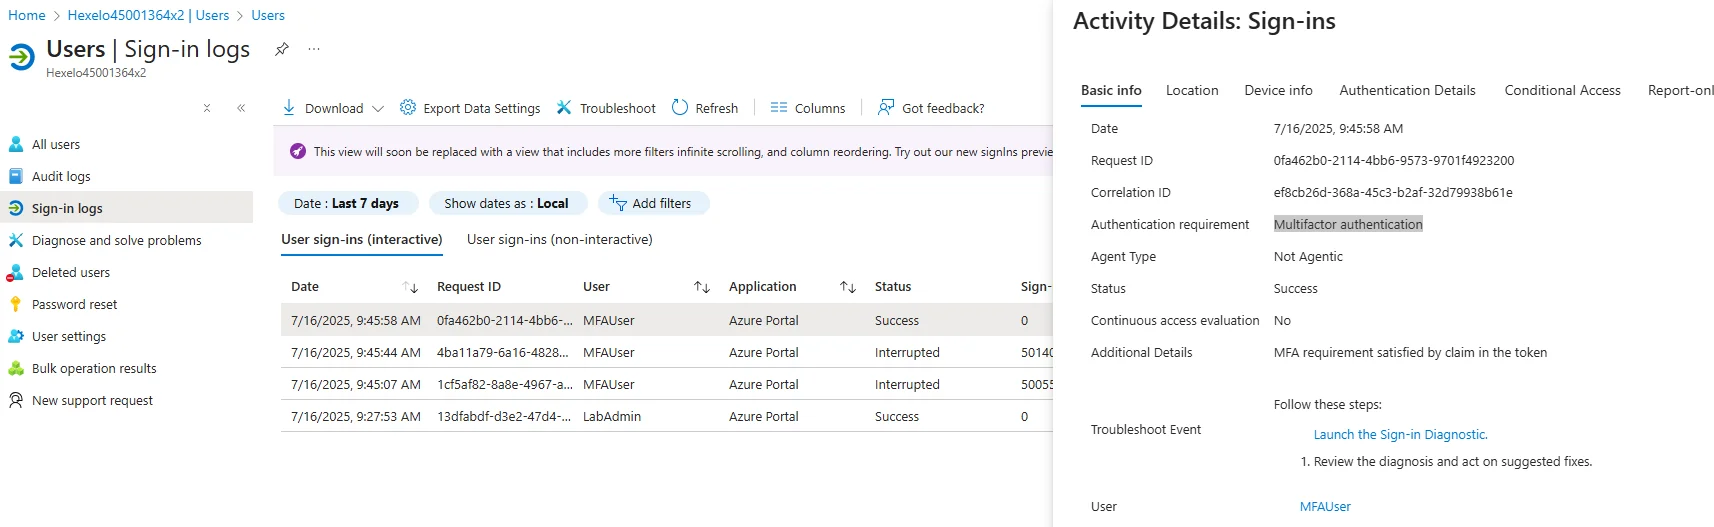 Home > Hexelo45001364x2 | Users > Users
Users | Sign-in logs
Hexelo45001364x2
All users
Audit logs
Sign-in logs
Diagnose and solve problems
Deleted users
Password reset
User settings
Bulk operation results
New support request
Download
Export Data Settings
Troubleshoot
Refresh
Columns
Got feedback?
This view will soon be replaced with a view that includes more filters infinite scrolling, and column reordering. Try out our new signIns preview
Date : Last 7 days
Show dates as : Local
Add filters
User sign-ins (interactive)
User sign-ins (non-interactive)
Date Request ID User Application Status Sign-
7/16/2025, 9:45:58 AM 0fa462b0-2114-4bb6-... MFAUser Azure Portal Success 0
7/16/2025, 9:45:44 AM 4ba11a79-6a16-4828... MFAUser Azure Portal Interrupted 50140
7/16/2025, 9:45:07 AM 1cf5af82-8a8e-4967-a... MFAUser Azure Portal Interrupted 50055
7/16/2025, 9:27:53 AM 13dfabdf-d3e2-47d4-... LabAdmin Azure Portal Success 0
Activity Details: Sign-ins
Basic info Location Device info Authentication Details Conditional Access Report-onl
Date 7/16/2025, 9:45:58 AM
Request ID 0fa462b0-2114-4bb6-9573-9701f4923200
Correlation ID ef8cb26d-368a-45c3-b2af-32d79938b61e
Authentication requirement Multifactor authentication
Agent Type Not Agentic
Status Success
Continuous access evaluation No
Additional Details MFA requirement satisfied by claim in the token
Follow these steps:
Troubleshoot Event
Launch the Sign-in Diagnostic.
1. Review the diagnosis and act on suggested fixes.
User MFAUser